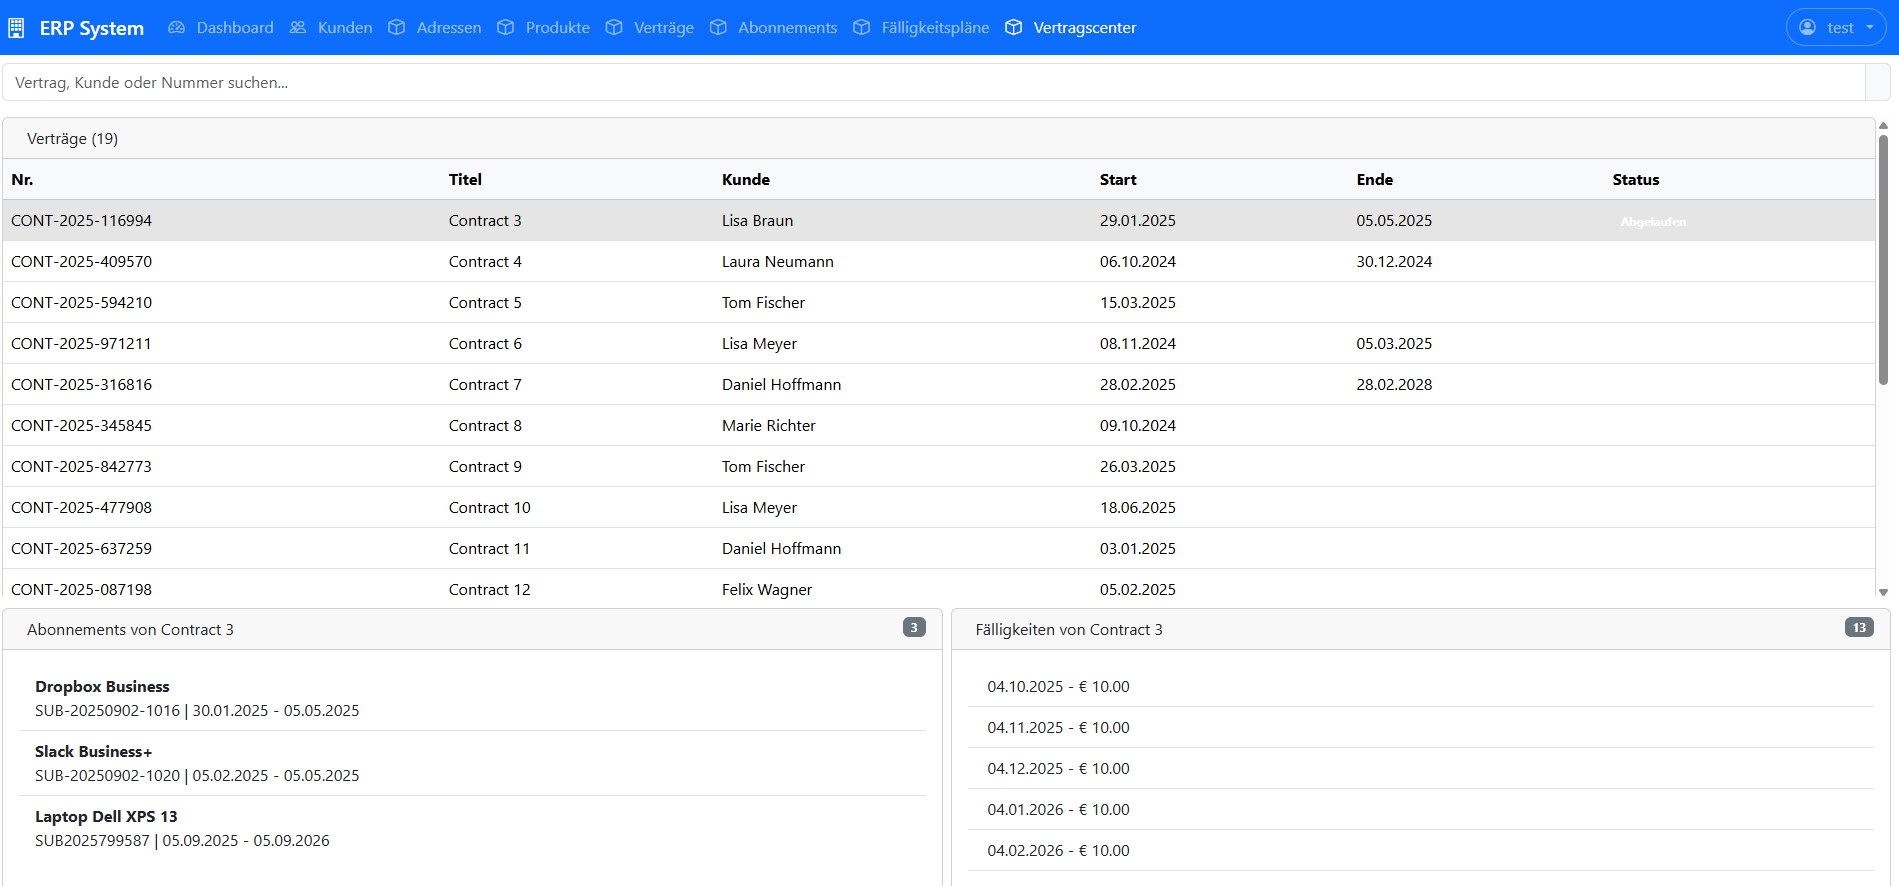 ERP System Dashboard Kunden Adressen Produkte Verträge Abonnements Fälligkeitspläne Vertragscenter test
Vertrag, Kunde oder Nummer suchen...
Verträge (19)
Nr. Titel Kunde Start Ende Status
CONT-2025-116994 Contract 3 Lisa Braun 29.01.2025 05.05.2025 Abgelaufen
CONT-2025-409570 Contract 4 Laura Neumann 06.10.2024 30.12.2024
CONT-2025-594210 Contract 5 Tom Fischer 15.03.2025
CONT-2025-971211 Contract 6 Lisa Meyer 08.11.2024 05.03.2025
CONT-2025-316816 Contract 7 Daniel Hoffmann 28.02.2025 28.02.2028
CONT-2025-345845 Contract 8 Marie Richter 09.10.2024
CONT-2025-842773 Contract 9 Tom Fischer 26.03.2025
CONT-2025-477908 Contract 10 Lisa Meyer 18.06.2025
CONT-2025-637259 Contract 11 Daniel Hoffmann 03.01.2025
CONT-2025-087198 Contract 12 Felix Wagner 05.02.2025
Abonnements von Contract 3 3
Dropbox Business
SUB-20250902-1016 | 30.01.2025 - 05.05.2025
Slack Business+
SUB-20250902-1020 | 05.02.2025 - 05.05.2025
Laptop Dell XPS 13
SUB2025799587 | 05.09.2025 - 05.09.2026
Fälligkeiten von Contract 3 13
04.10.2025 - € 10.00
04.11.2025 - € 10.00
04.12.2025 - € 10.00
04.01.2026 - € 10.00
04.02.2026 - € 10.00